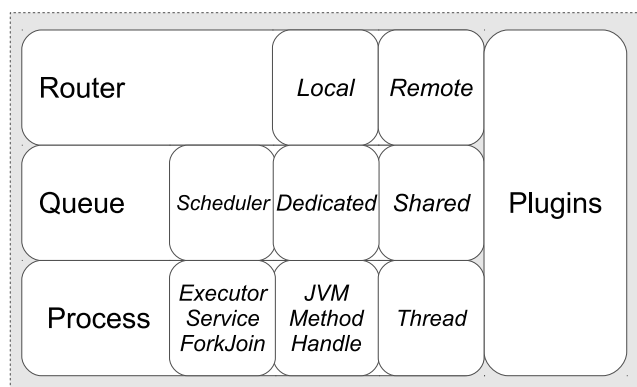 Router
Local
Remote
Queue
Scheduler
Dedicated
Shared
Plugins
Process
Executor
Service
ForkJoin
JVM
Method
Handle
Thread